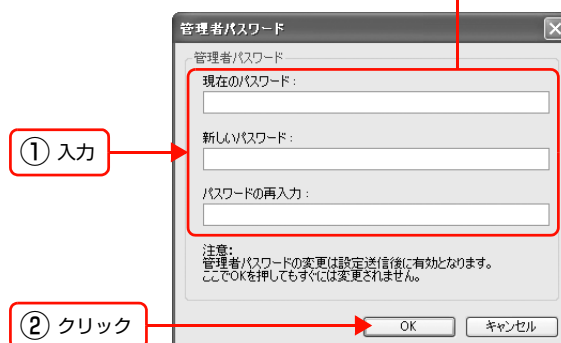 管理者パスワード
管理者パスワード
現在のパスワード:
① 入力
新しいパスワード:
パスワードの再入力:
注意:
管理者パスワードの変更は設定送信後に有効となります。
ここでOKを押してもすぐには変更されません。
② クリック
OK キャンセル